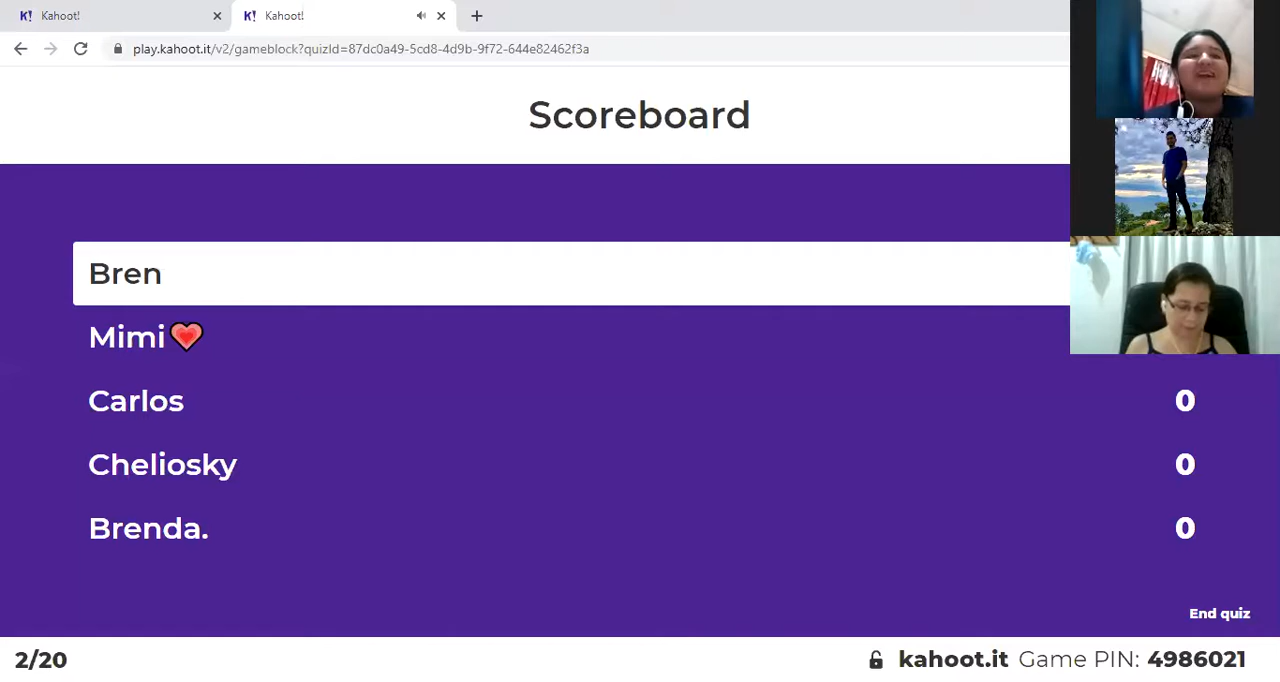 K! Kahoot!
K! Kahoot!
play.kahoot.it/v2/gameblock?quizId=87dc0a49-5cd8-4d9b-9f72-644e82462f3a
Scoreboard
Bren
Mimi❤
Carlos 0
Cheliosky 0
Brenda. 0
End quiz
2/20
kahoot.it Game PIN: 4986021